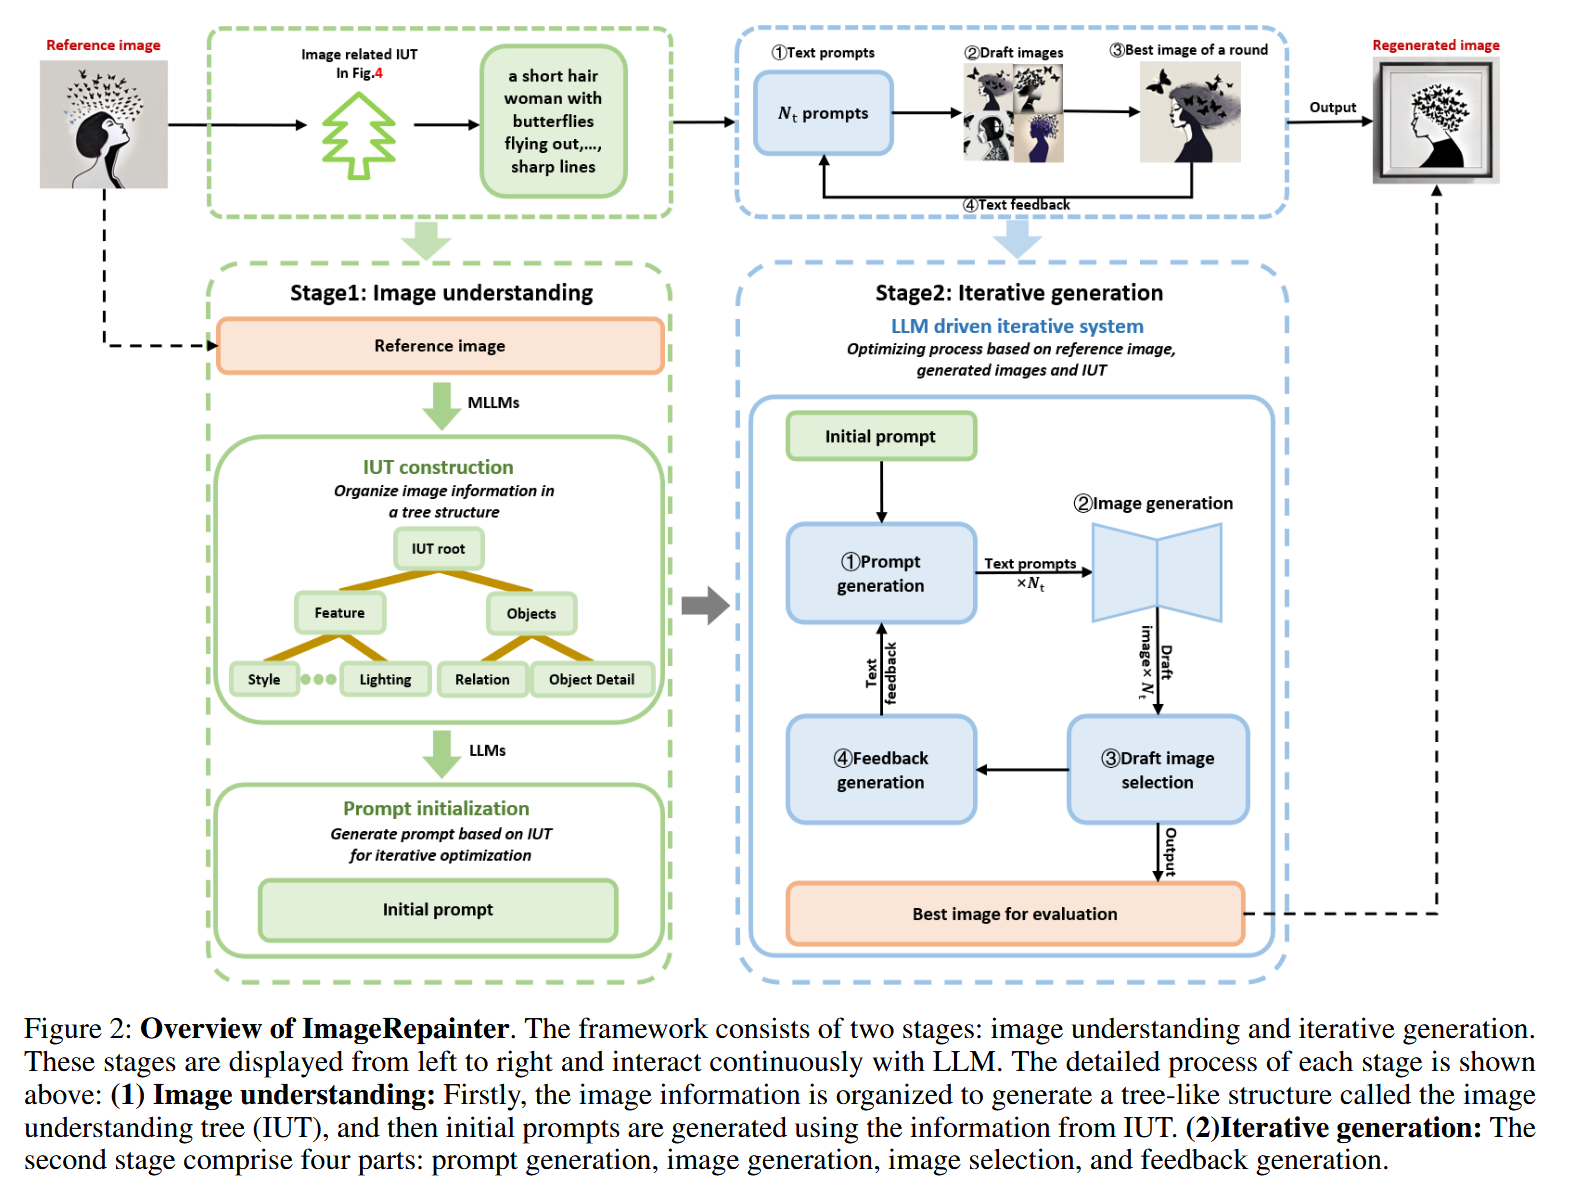 Reference image
Image related IUT
In Fig.4
a short hair
woman with
butterflies
flying out,...,
sharp lines
①Text prompts
Nt prompts
②Draft images
③Best image of a round
④Text feedback
Output
Regenerated image
Stage1: Image understanding
Reference image
MLLMs
IUT construction
Organize image information in
a tree structure
IUT root
Feature
Objects
Style
Lighting
Relation
Object Detail
LLMs
Prompt initialization
Generate prompt based on IUT
for iterative optimization
Initial prompt
Stage2: Iterative generation
LLM driven iterative system
Optimizing process based on reference image,
generated images and IUT
Initial prompt
①Prompt
generation
Text prompts
×Nt
②Image generation
Draft
image× Nt
③Draft image
selection
④Feedback
generation
Text
feedback
Output
Best image for evaluation
Figure 2: Overview of ImageRepainter. The framework consists of two stages: image understanding and iterative generation.
These stages are displayed from left to right and interact continuously with LLM. The detailed process of each stage is shown
above: (1) Image understanding: Firstly, the image information is organized to generate a tree-like structure called the image
understanding tree (IUT), and then initial prompts are generated using the information from IUT. (2)Iterative generation: The
second stage comprise four parts: prompt generation, image generation, image selection, and feedback generation.